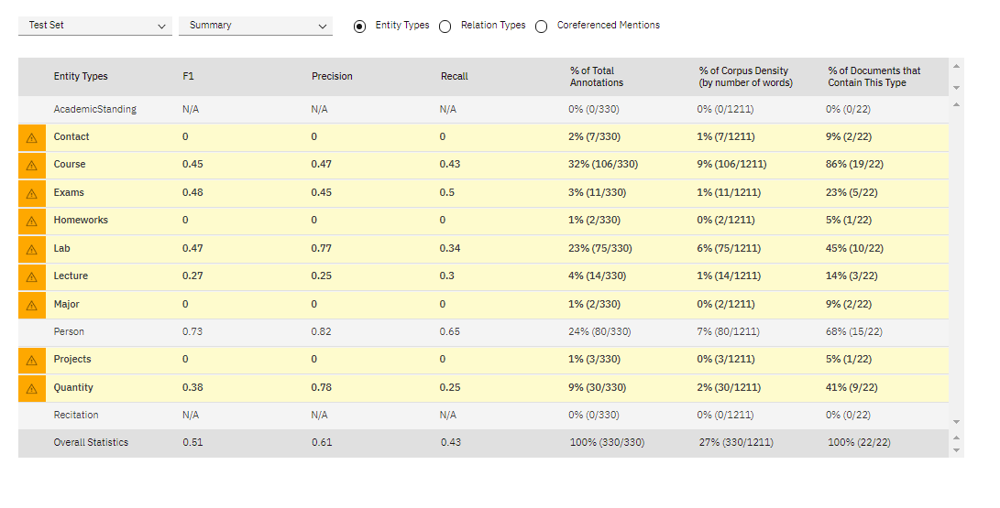 Test Set Summary Entity Types Relation Types Coreferenced Mentions
Entity Types F1 Precision Recall % of Total Annotations % of Corpus Density (by number of words) % of Documents that Contain This Type
AcademicStanding N/A N/A N/A 0% (0/330) 0% (0/1211) 0% (0/22)
Contact 0 0 0 2% (7/330) 1% (7/1211) 9% (2/22)
Course 0.45 0.47 0.43 32% (106/330) 9% (106/1211) 86% (19/22)
Exams 0.48 0.45 0.5 3% (11/330) 1% (11/1211) 23% (5/22)
Homeworks 0 0 0 1% (2/330) 0% (2/1211) 5% (1/22)
Lab 0.47 0.77 0.34 23% (75/330) 6% (75/1211) 45% (10/22)
Lecture 0.27 0.25 0.3 4% (14/330) 1% (14/1211) 14% (3/22)
Major 0 0 0 1% (2/330) 0% (2/1211) 9% (2/22)
Person 0.73 0.82 0.65 24% (80/330) 7% (80/1211) 68% (15/22)
Projects 0 0 0 1% (3/330) 0% (3/1211) 5% (1/22)
Quantity 0.38 0.78 0.25 9% (30/330) 2% (30/1211) 41% (9/22)
Recitation N/A N/A N/A 0% (0/330) 0% (0/1211) 0% (0/22)
Overall Statistics 0.51 0.61 0.43 100% (330/330) 27% (330/1211) 100% (22/22)